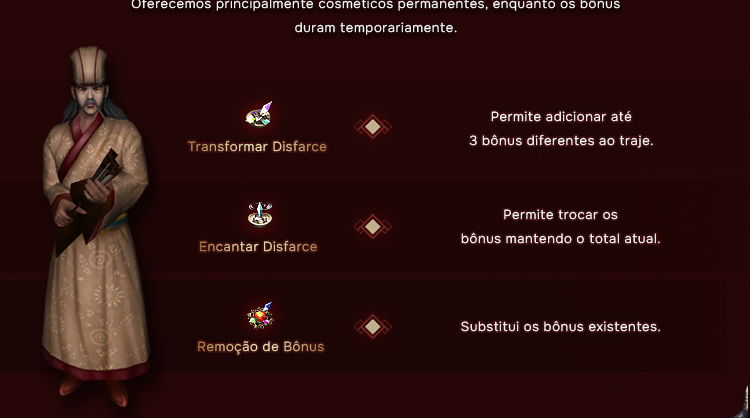 Oferecemos principalmente cosméticos permanentes, enquanto os bônus
duram temporariamente.
Transformar Disfarce
Permite adicionar até
3 bônus diferentes ao traje.
Encantar Disfarce
Permite trocar os
bônus mantendo o total atual.
Remoção de Bônus
Substitui os bônus existentes.